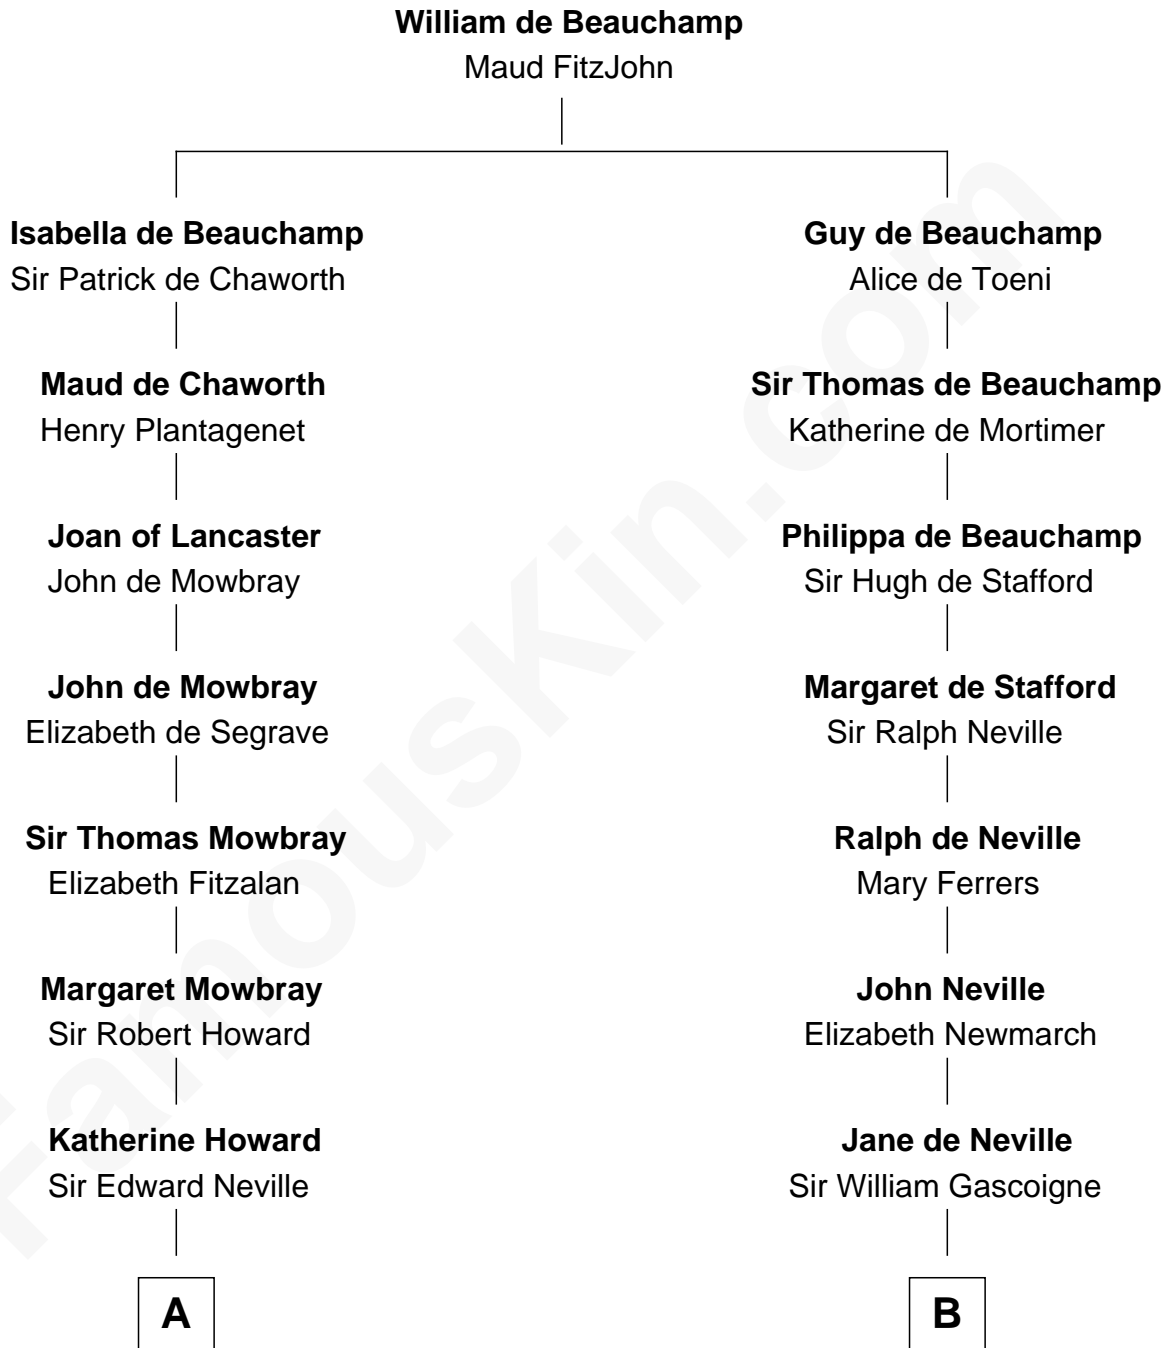 William de Beauchamp
Maud FitzJohn
Isabella de Beauchamp
Sir Patrick de Chaworth
Guy de Beauchamp
Alice de Toeni
Maud de Chaworth
Henry Plantagenet
Sir Thomas de Beauchamp
Katherine de Mortimer
Joan of Lancaster
John de Mowbray
Philippa de Beauchamp
Sir Hugh de Stafford
John de Mowbray
Elizabeth de Segrave
Margaret de Stafford
Sir Ralph Neville
Sir Thomas Mowbray
Elizabeth Fitzalan
Ralph de Neville
Mary Ferrers
Margaret Mowbray
Sir Robert Howard
John Neville
Elizabeth Newmarch
Katherine Howard
Sir Edward Neville
Jane de Neville
Sir William Gascoigne
A
B
FamousKin.com